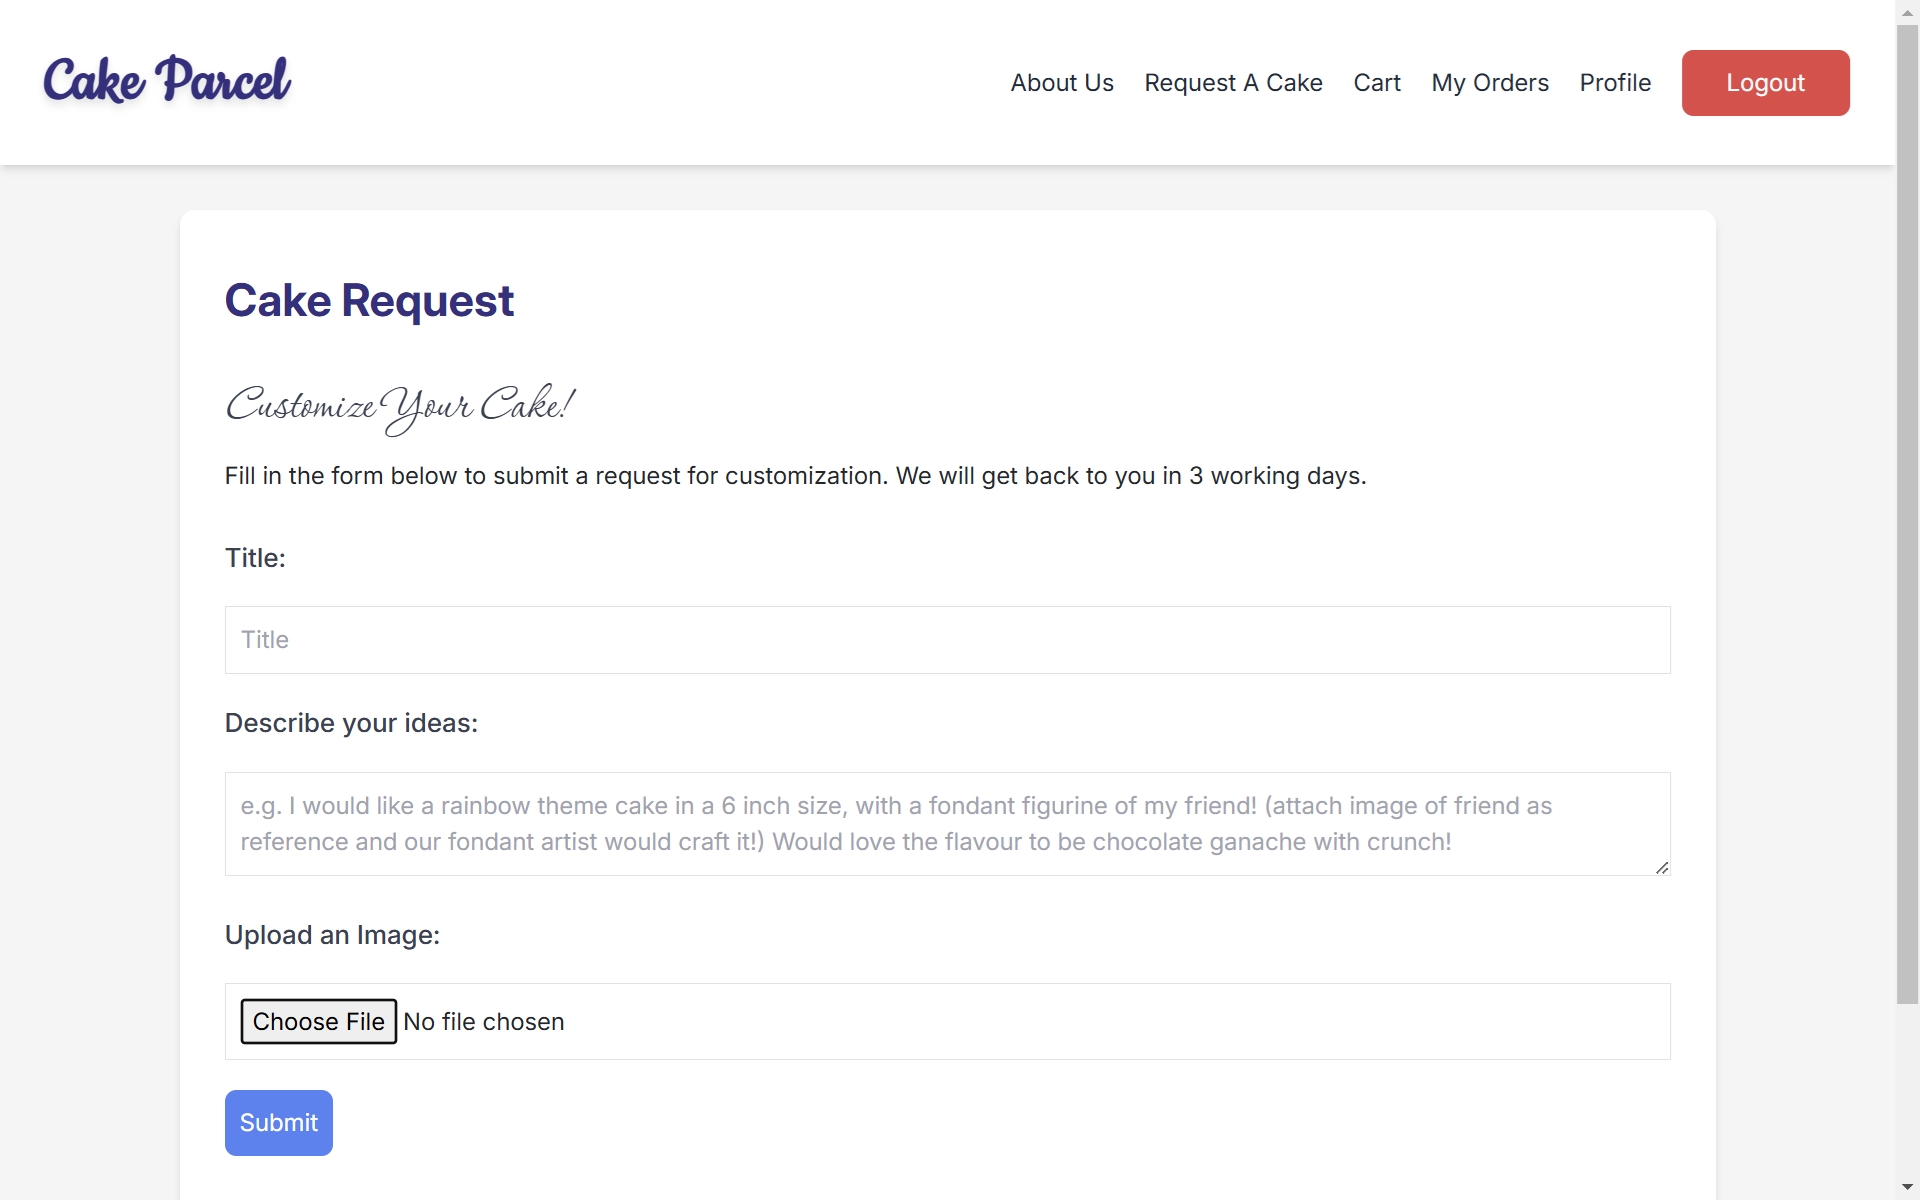 Cake Parcel
About Us
Request A Cake
Cart
My Orders
Profile
Logout
Cake Request
Customize Your Cake!
Fill in the form below to submit a request for customization. We will get back to you in 3 working days.
Title:
Title
Describe your ideas:
e.g. I would like a rainbow theme cake in a 6 inch size, with a fondant figurine of my friend! (attach image of friend as
reference and our fondant artist would craft it!) Would love the flavour to be chocolate ganache with crunch!
Upload an Image:
Choose File No file chosen
Submit